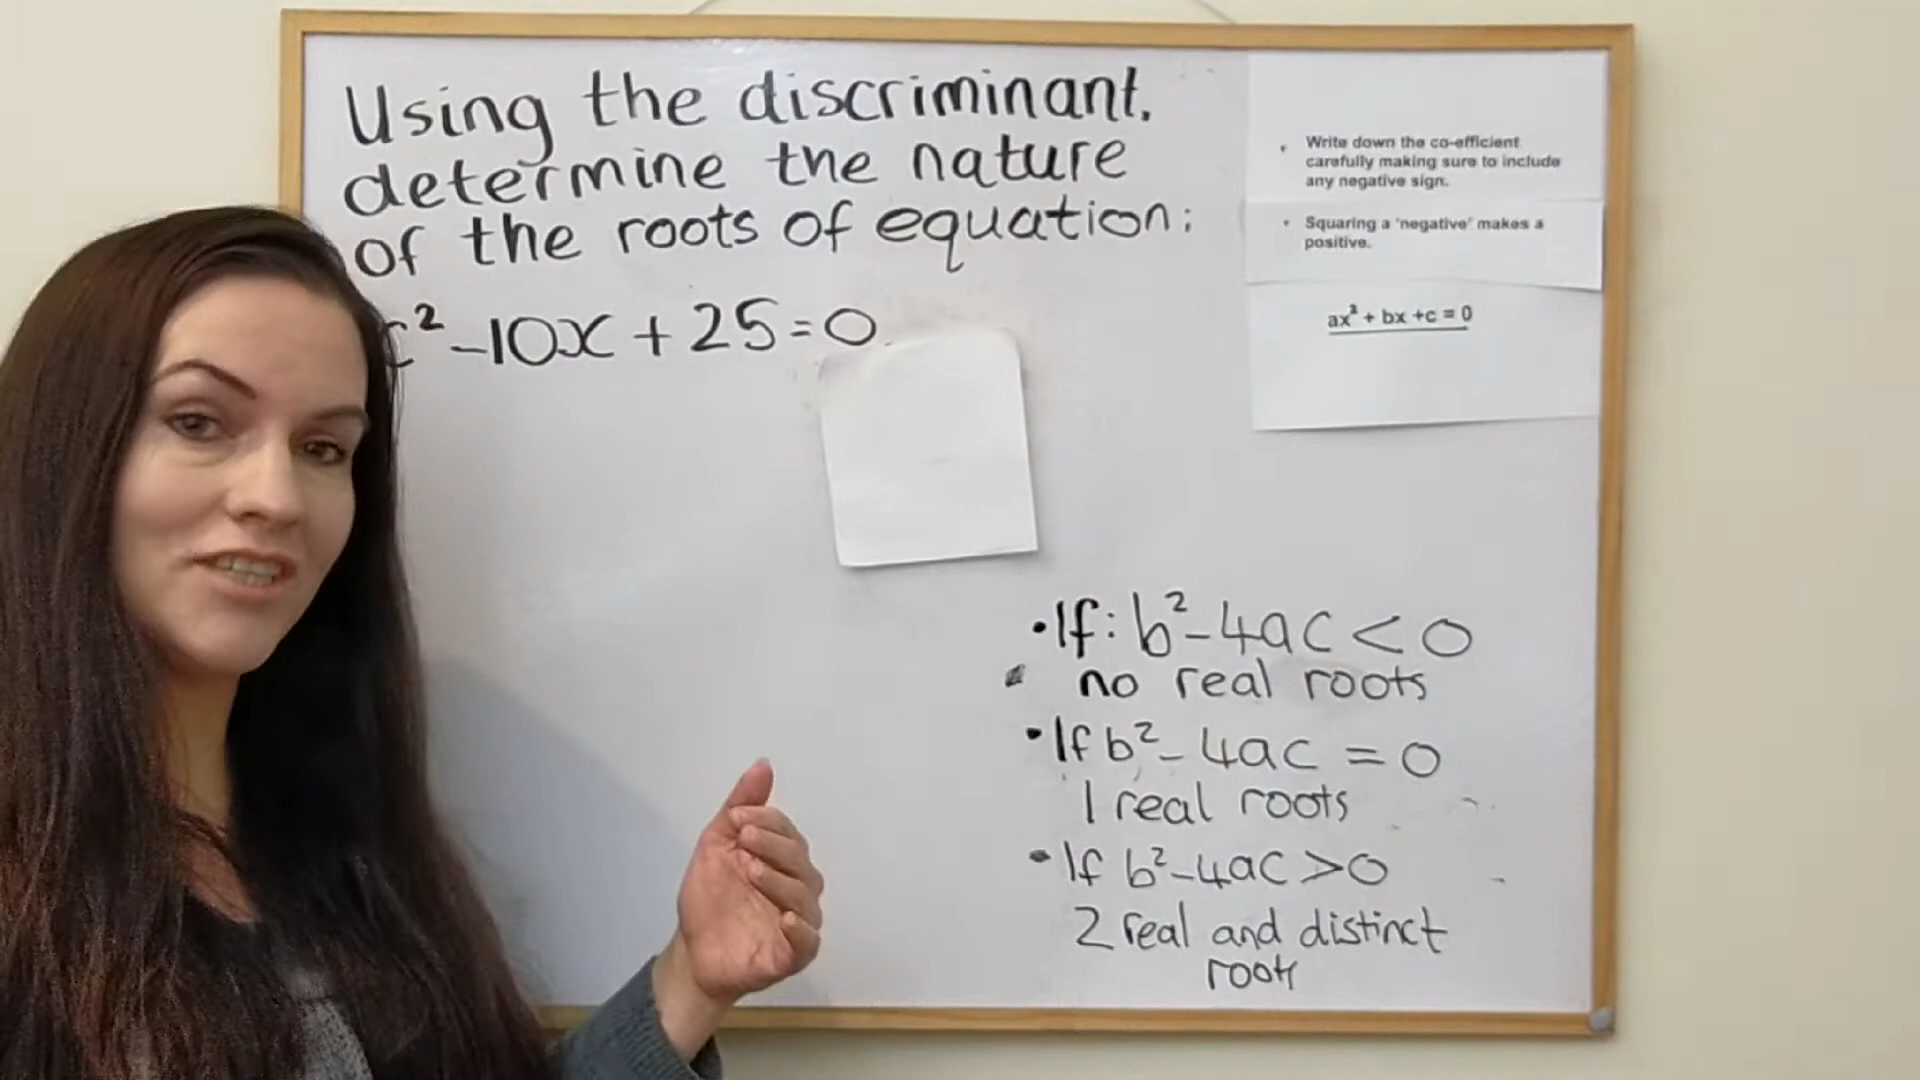 Using the discriminant,
determine the nature
of the roots of equation:
² -10x + 25 = 0
• Write down the co-efficient
carefully making sure to include
any negative sign.
• Squaring a 'negative' makes a
positive.
ax² + bx +c = 0
• If: b² - 4ac < 0
no real roots
• If b² - 4ac = 0
1 real roots
• If b² - 4ac > 0
2 real and distinct
roots